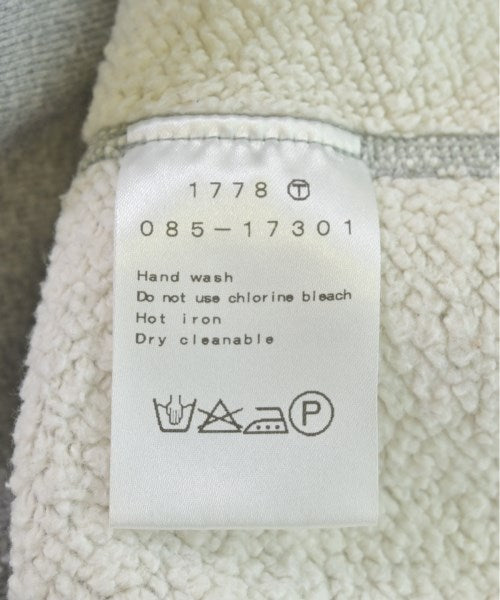 1778 Ⓣ
085-17301
Hand wash
Do not use chlorine bleach
Hot iron
Dry cleanable
P